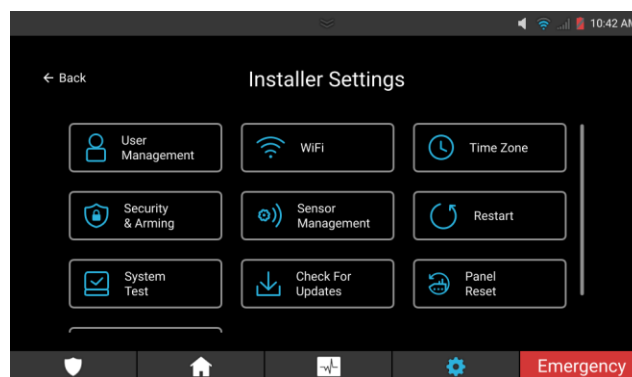 10:42 AM
Back
Installer Settings
User
Management
WiFi
Time Zone
Security
& Arming
Sensor
Management
Restart
System
Test
Check For
Updates
Panel
Reset
Emergency